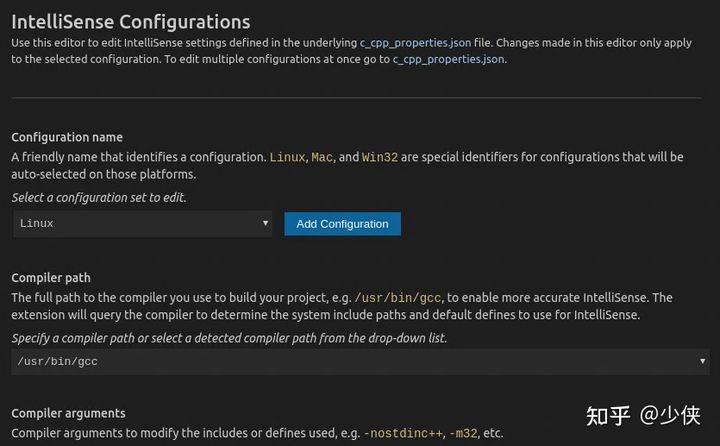 IntelliSense Configurations
Use this editor to edit IntelliSense settings defined in the underlying c_cpp_properties.json file. Changes made in this editor only apply
to the selected configuration. To edit multiple configurations at once go to c_cpp_properties.json.
Configuration name
A friendly name that identifies a configuration. Linux, Mac, and Win32 are special identifiers for configurations that will be
auto-selected on those platforms.
Select a configuration set to edit.
Linux
Add Configuration
Compiler path
The full path to the compiler you use to build your project, e.g. /usr/bin/gcc, to enable more accurate IntelliSense. The
extension will query the compiler to determine the system include paths and default defines to use for IntelliSense.
Specify a compiler path or select a detected compiler path from the drop-down list.
/usr/bin/gcc
Compiler arguments
Compiler arguments to modify the includes or defines used, e.g. -nostdinc++, -m32, etc.
知乎 @少侠